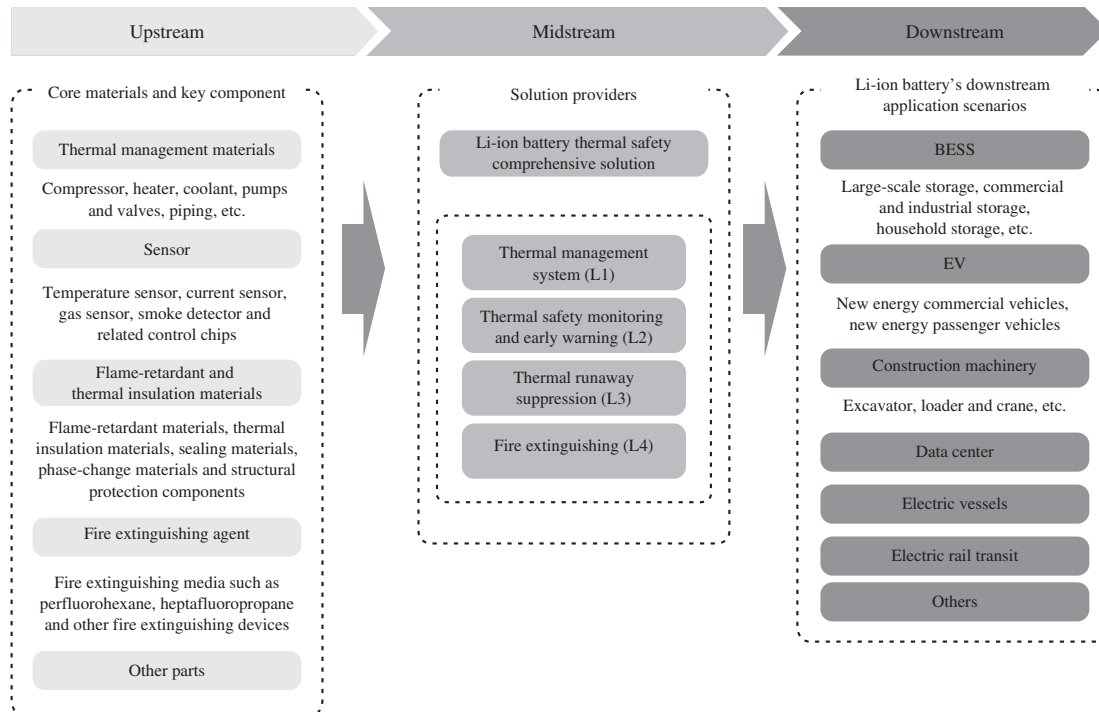 Upstream
Midstream
Downstream
Core materials and key component
Thermal management materials
Compressor, heater, coolant, pumps
and valves, piping, etc.
Sensor
Temperature sensor, current sensor,
gas sensor, smoke detector and
related control chips
Flame-retardant and
thermal insulation materials
Flame-retardant materials, thermal
insulation materials, sealing materials,
phase-change materials and structural
protection components
Fire extinguishing agent
Fire extinguishing media such as
perfluorohexane, heptafluoropropane
and other fire extinguishing devices
Other parts
Solution providers
Li-ion battery thermal safety
comprehensive solution
Thermal management
system (L1)
Thermal safety monitoring
and early warning (L2)
Thermal runaway
suppression (L3)
Fire extinguishing (L4)
Li-ion battery’s downstream
application scenarios
BESS
Large-scale storage, commercial
and industrial storage,
household storage, etc.
EV
New energy commercial vehicles,
new energy passenger vehicles
Construction machinery
Excavator, loader and crane, etc.
Data center
Electric vessels
Electric rail transit
Others